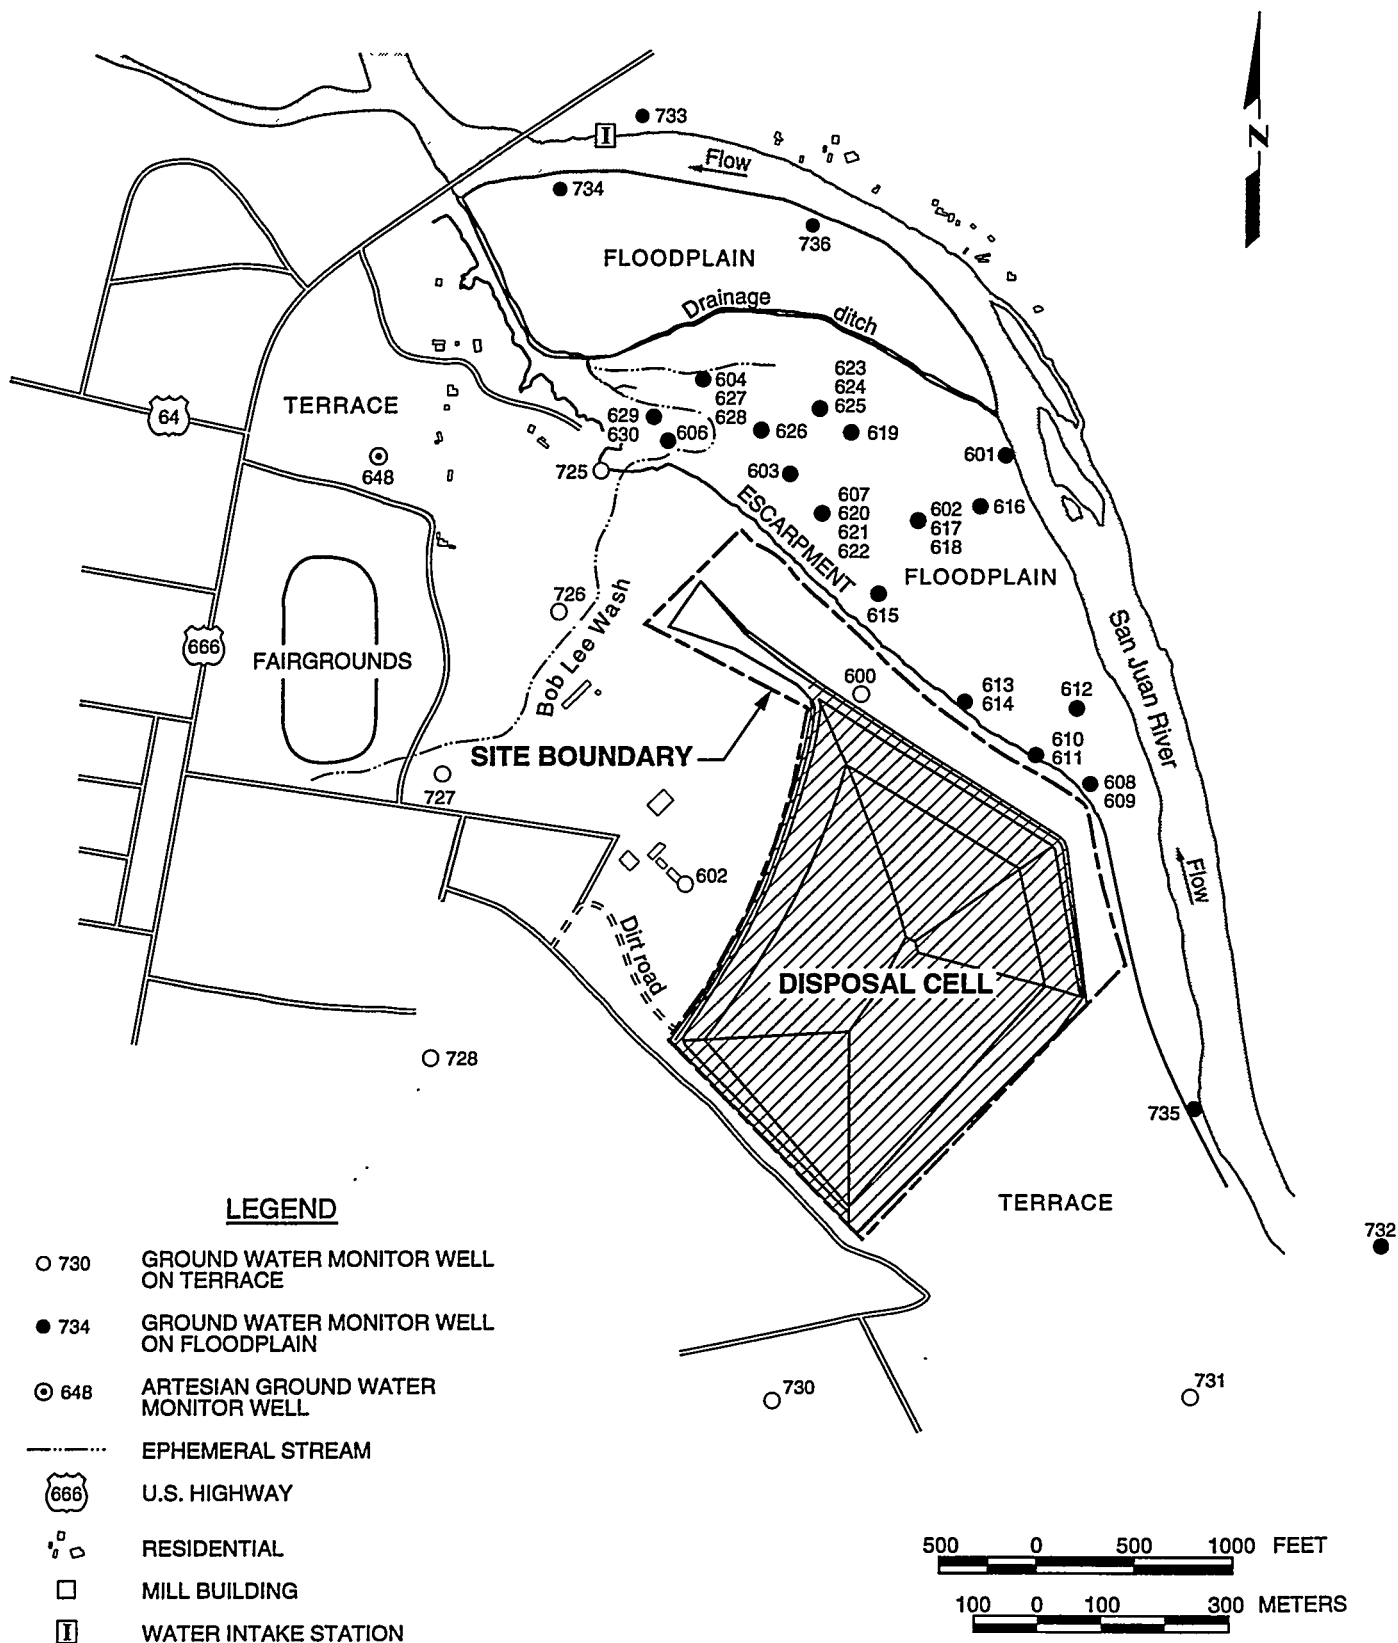 733
I
Flow
N
734
736
FLOODPLAIN
Drainage
ditch
623
624
625
604
627
628
64
TERRACE
629
630
606
626
619
601
648
725
603
ESCARPMENT
607
620
621
622
602
617
618
616
FLOODPLAIN
726
615
San Juan River
666
FAIRGROUNDS
Bob Lee Wash
600
613
614
612
SITE BOUNDARY
610
611
727
608
609
602
Flow
Dirt road
DISPOSAL CELL
728
735
TERRACE
732
LEGEND
730 GROUND WATER MONITOR WELL
ON TERRACE
734 GROUND WATER MONITOR WELL
ON FLOODPLAIN
648 ARTESIAN GROUND WATER
MONITOR WELL
730
731
EPHEMERAL STREAM
666 U.S. HIGHWAY
RESIDENTIAL
MILL BUILDING
I WATER INTAKE STATION
500 0 500 1000 FEET
100 0 100 300 METERS